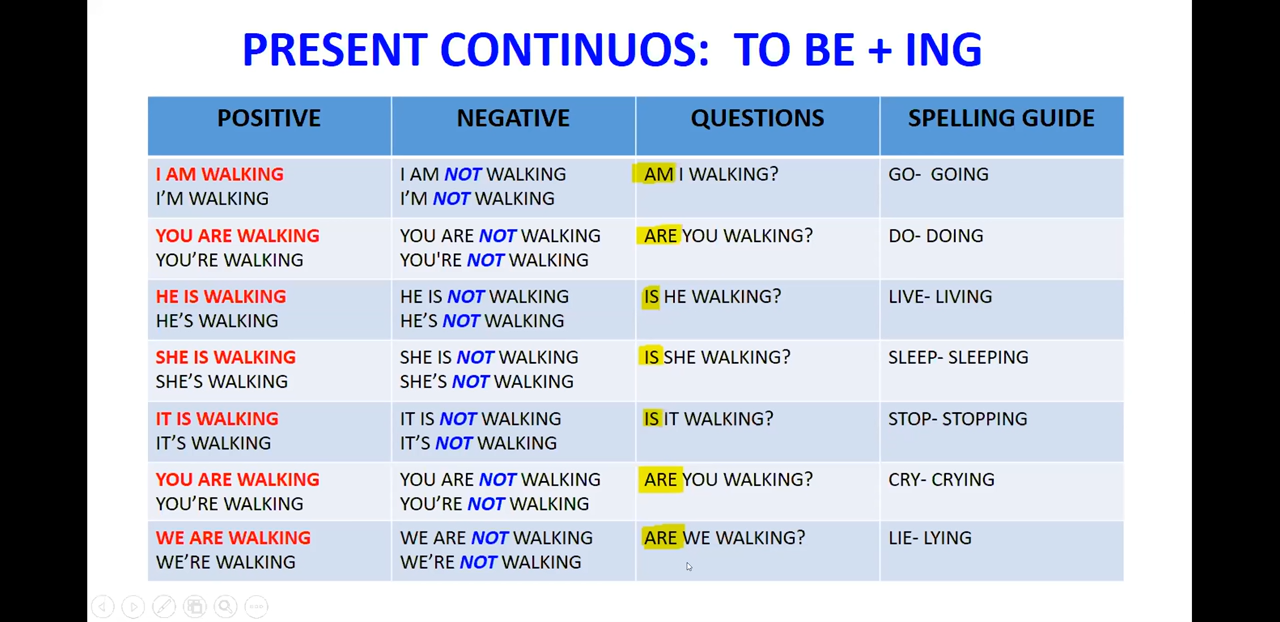 PRESENT CONTINUOS: TO BE + ING
POSITIVE NEGATIVE QUESTIONS SPELLING GUIDE
I AM WALKING
I'M WALKING
I AM NOT WALKING
I'M NOT WALKING
AM I WALKING?
GO- GOING
YOU ARE WALKING
YOU'RE WALKING
YOU ARE NOT WALKING
YOU'RE NOT WALKING
ARE YOU WALKING?
DO- DOING
HE IS WALKING
HE'S WALKING
HE IS NOT WALKING
HE'S NOT WALKING
IS HE WALKING?
LIVE- LIVING
SHE IS WALKING
SHE'S WALKING
SHE IS NOT WALKING
SHE'S NOT WALKING
IS SHE WALKING?
SLEEP- SLEEPING
IT IS WALKING
IT'S WALKING
IT IS NOT WALKING
IT'S NOT WALKING
IS IT WALKING?
STOP- STOPPING
YOU ARE WALKING
YOU'RE WALKING
YOU ARE NOT WALKING
YOU'RE NOT WALKING
ARE YOU WALKING?
CRY- CRYING
WE ARE WALKING
WE'RE WALKING
WE ARE NOT WALKING
WE'RE NOT WALKING
ARE WE WALKING?
LIE- LYING